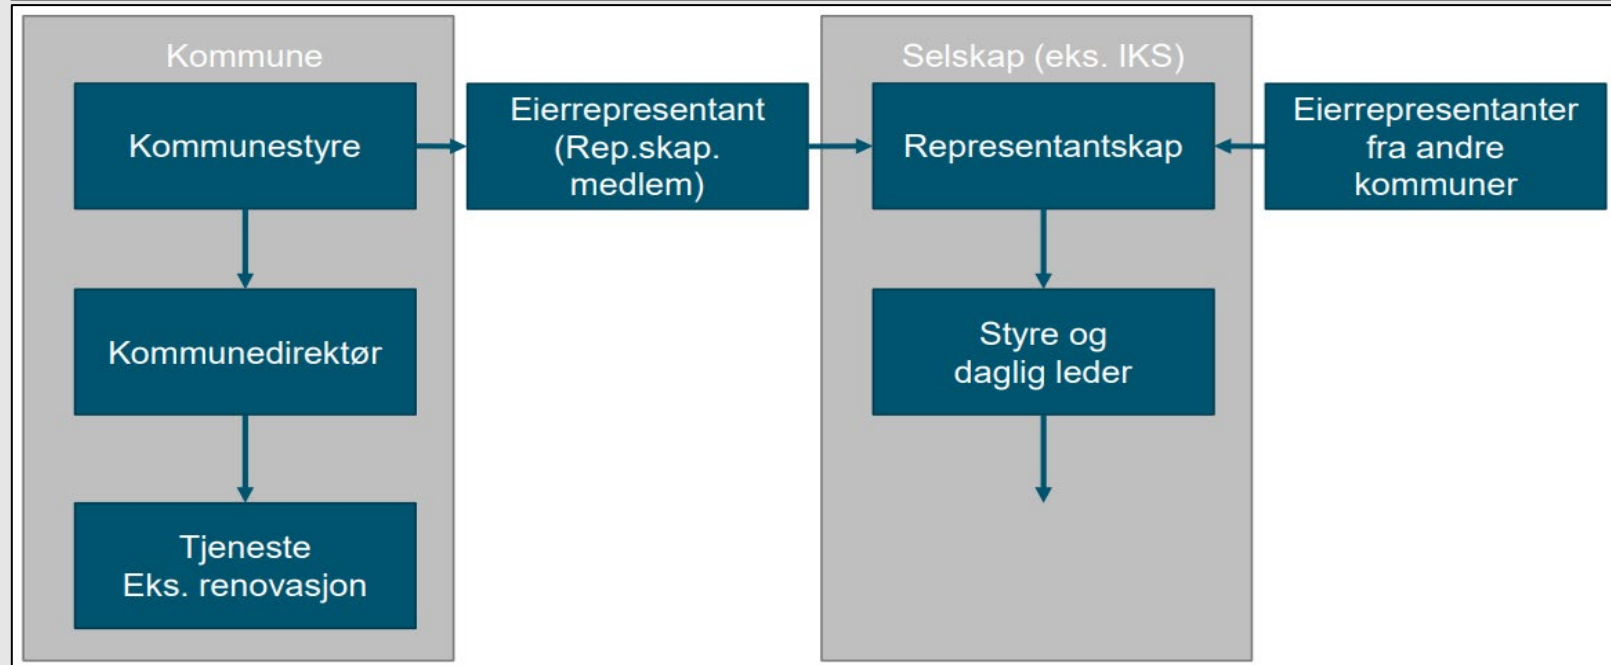 Kommune
Kommunestyre
Kommunedirektør
Tjeneste
Eks. renovasjon
Eierrepresentant
(Rep.skap.
medlem)
Selskap (eks. IKS)
Representantskap
Styre og
daglig leder
Eierrepresentanter
fra andre
kommuner